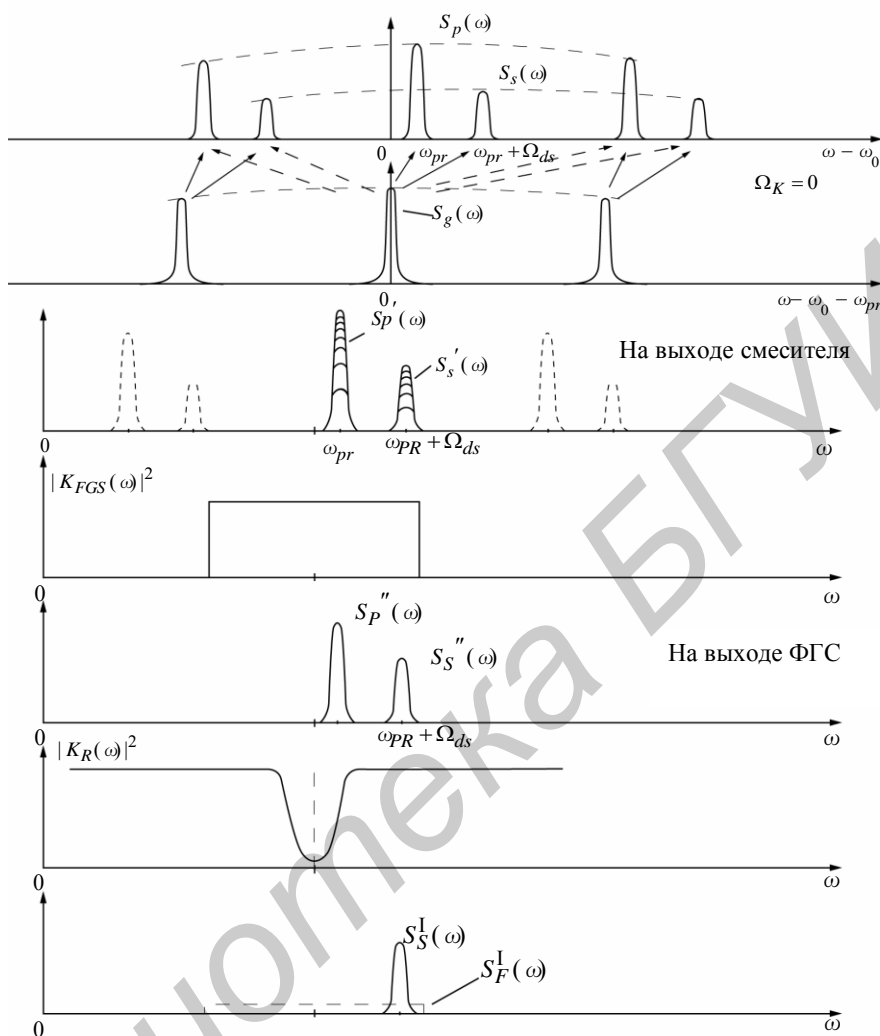 S_p(ω)
S_s(ω)
0
ω_pr
ω_pr + Ω_ds
ω − ω_0
Ω_K = 0
S_g(ω)
0
ω − ω_0 − ω_pr
Sp′(ω)
S_s′(ω)
На выходе смесителя
0
ω_pr
ω_PR + Ω_ds
ω
|K_FGS(ω)|²
0
ω
S_P″(ω)
S_S″(ω)
На выходе ФГС
0
ω_PR + Ω_ds
ω
|K_R(ω)|²
0
ω
S_S^I(ω)
S_F^I(ω)
0
ω
иотека БГУИ